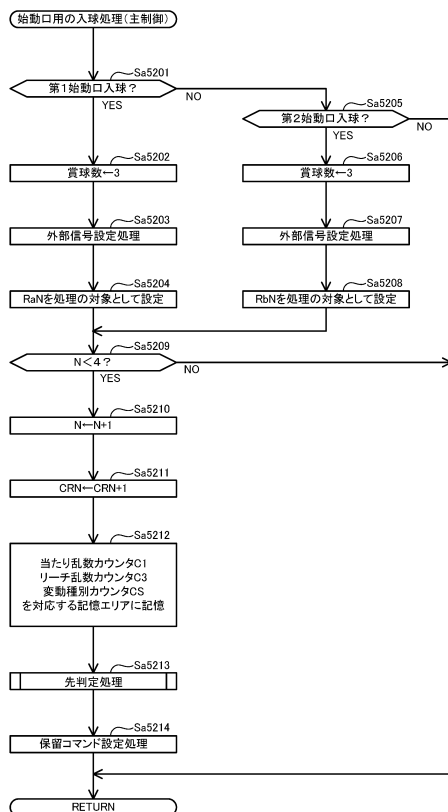 始動口用の入球処理(主制御)
Sa5201
第1始動口入球?
YES
NO
Sa5205
第2始動口入球?
YES
NO
Sa5202
賞球数←3
Sa5206
賞球数←3
Sa5203
外部信号設定処理
Sa5207
外部信号設定処理
Sa5204
RaNを処理の対象として設定
Sa5208
RbNを処理の対象として設定
Sa5209
N<4?
YES
NO
Sa5210
N←N+1
Sa5211
CRN←CRN+1
Sa5212
当たり乱数カウンタC1
リーチ乱数カウンタC3
変動種別カウンタCS
を対応する記憶エリアに記憶
Sa5213
先判定処理
Sa5214
保留コマンド設定処理
RETURN